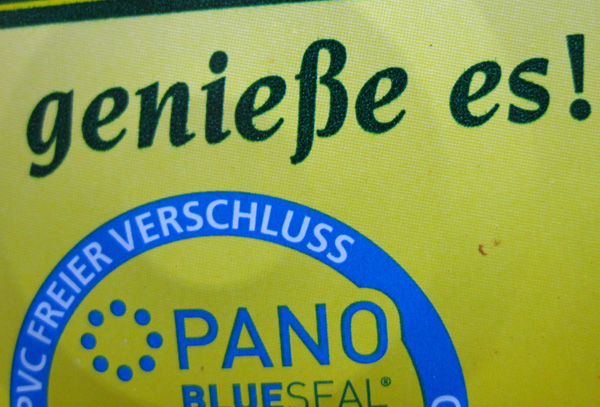 genieße es!
PVC FREIER VERSCHLUSS
PANO
BLUESEAL®